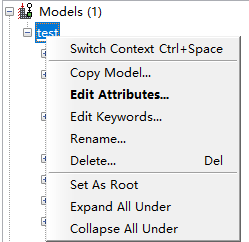 Models (1)
test
Switch Context Ctrl+Space
Copy Model...
Edit Attributes...
Edit Keywords...
Rename...
Delete... Del
Set As Root
Expand All Under
Collapse All Under